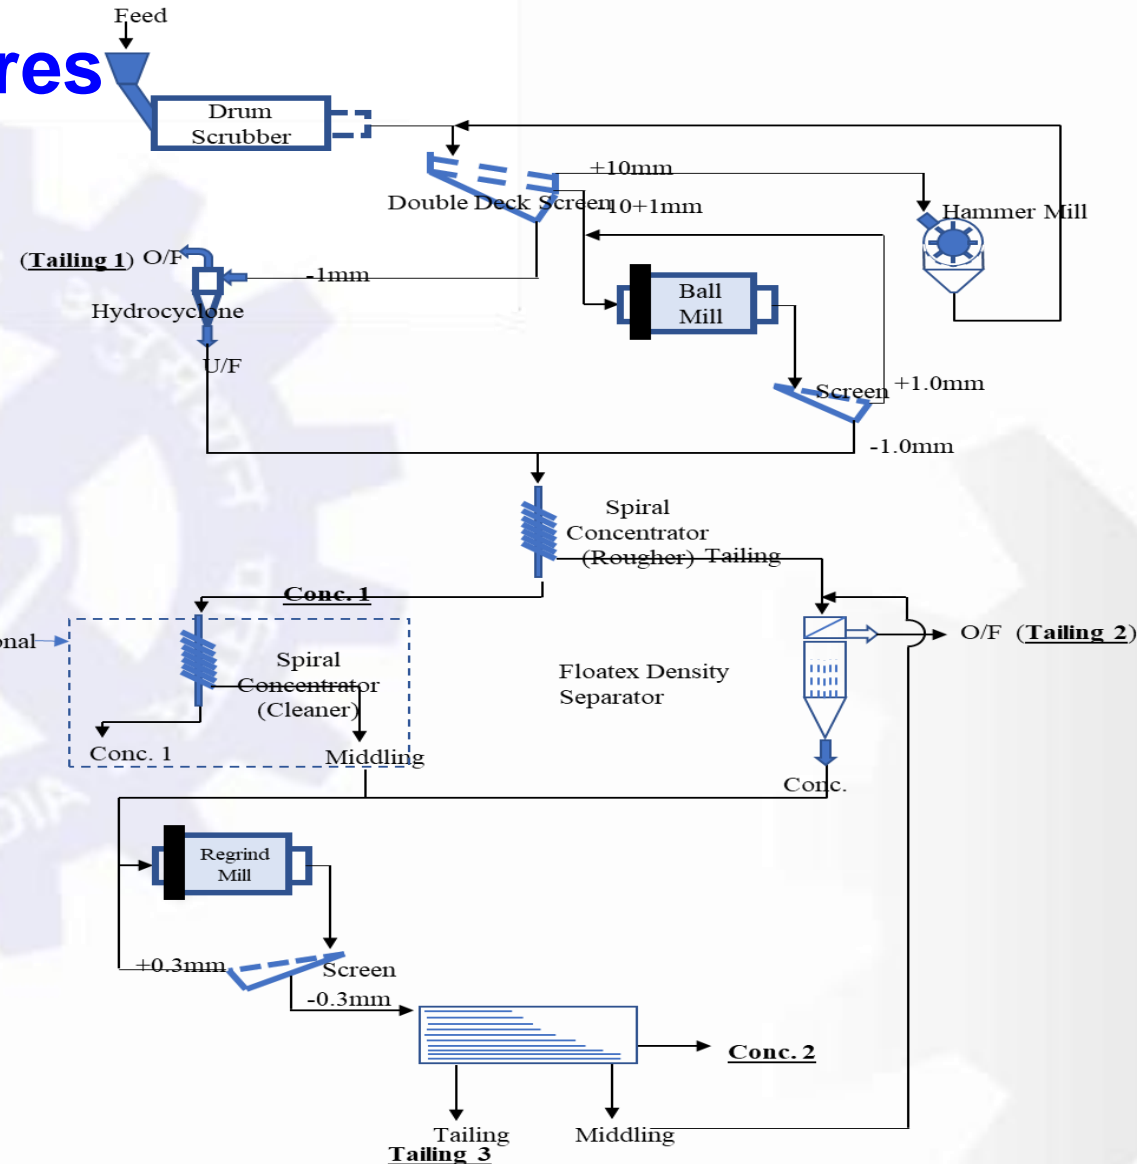 Feed
res
Drum
Scrubber
+10mm
Double Deck Screen
-10+1mm
Hammer Mill
(Tailing 1) O/F
-1mm
Ball
Mill
Hydrocyclone
U/F
Screen
+1.0mm
-1.0mm
Spiral
Concentrator
(Rougher)
Tailing
Conc. 1
onal
Spiral
Concentrator
(Cleaner)
Floatex Density
Separator
O/F (Tailing 2)
Conc. 1
Middling
Conc.
Regrind
Mill
+0.3mm
Screen
-0.3mm
Conc. 2
Tailing
Middling
Tailing 3